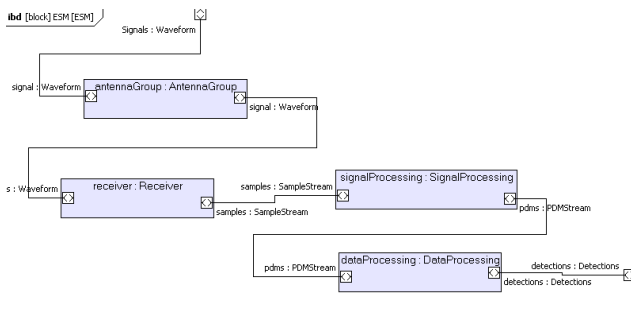 ibd [block] ESM [ESM]
Signals : Waveform
signal : Waveform
antennaGroup : AntennaGroup
signal : Waveform
s : Waveform
receiver : Receiver
samples : SampleStream
samples : SampleStream
signalProcessing : SignalProcessing
pdms : PDMStream
pdms : PDMStream
dataProcessing : DataProcessing
detections : Detections
detections : Detections